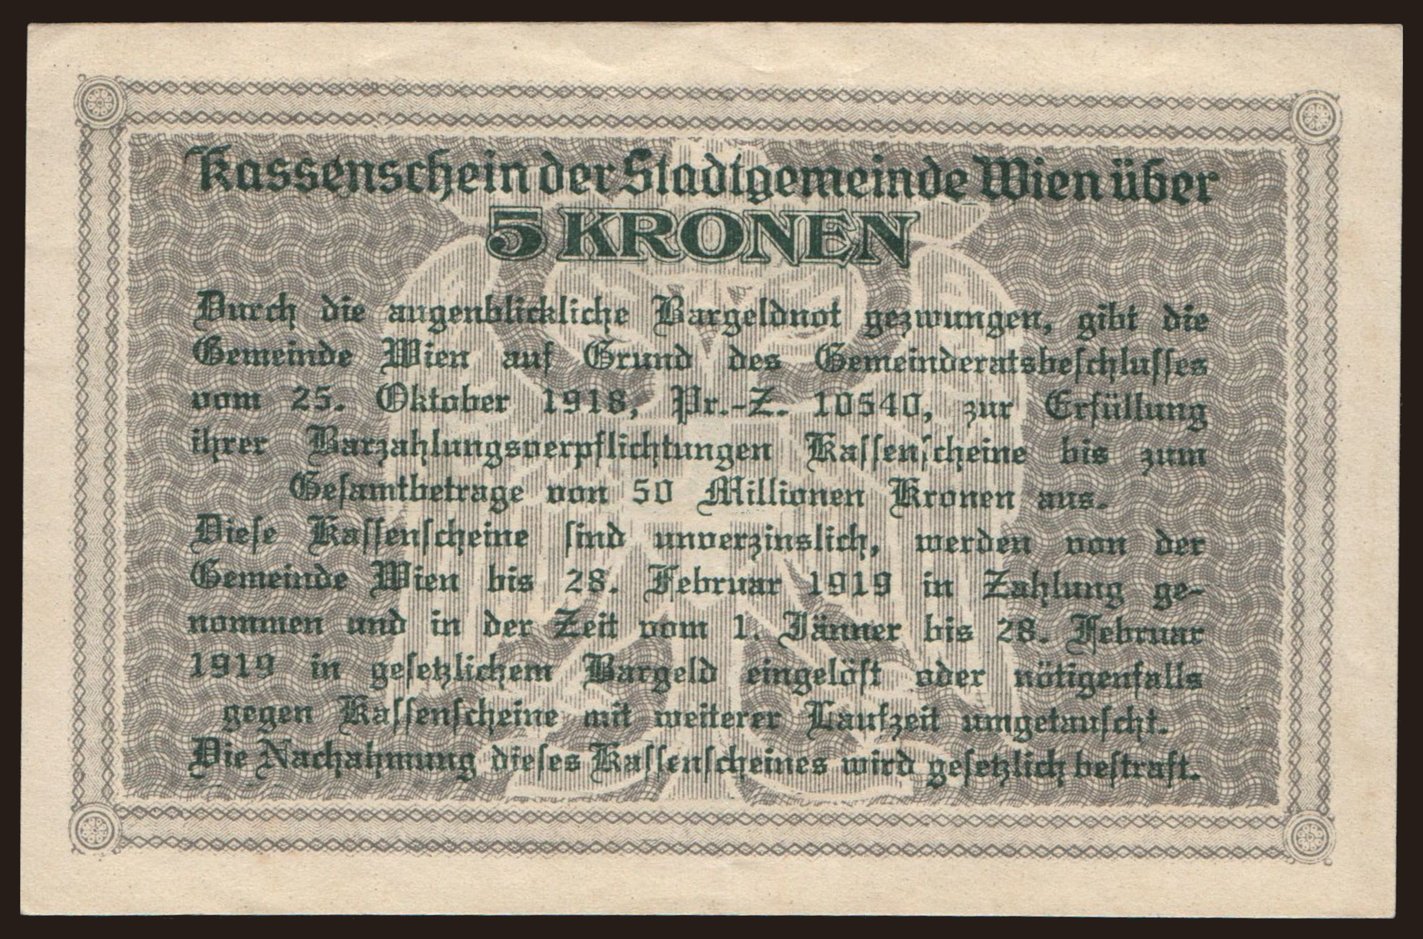 Kassenschein der Stadtgemeinde Wien über
5 KRONEN
Durch die augenblickliche Bargeldnot gezwungen, gibt die
Gemeinde Wien auf Grund des Gemeinderatsbeschlusses
vom 25. Oktober 1918, Pr.-Z. 10540, zur Erfüllung
ihrer Barzahlungsverpflichtungen Kassenscheine bis zum
Gesamtbetrage von 50 Millionen Kronen aus.
Diese Kassenscheine sind unverzinslich, werden von der
Gemeinde Wien bis 28. Februar 1919 in Zahlung ge-
nommen und in der Zeit vom 1. Jänner bis 28. Februar
1919 in gesetzlichem Bargeld eingelöst oder nötigenfalls
gegen Kassenscheine mit weiterer Laufzeit umgetauscht.
Die Nachahmung dieses Kassenscheines wird gesetzlich bestraft.